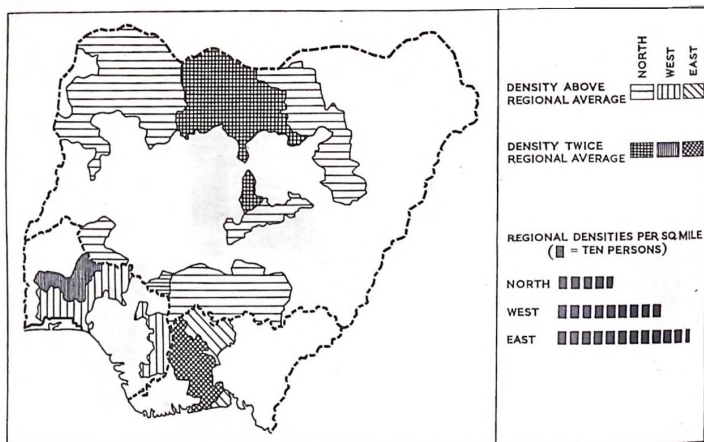 NORTH
WEST
EAST
DENSITY ABOVE
REGIONAL AVERAGE
DENSITY TWICE
REGIONAL AVERAGE
REGIONAL DENSITIES PER SQ MILE
( = TEN PERSONS)
NORTH
WEST
EAST